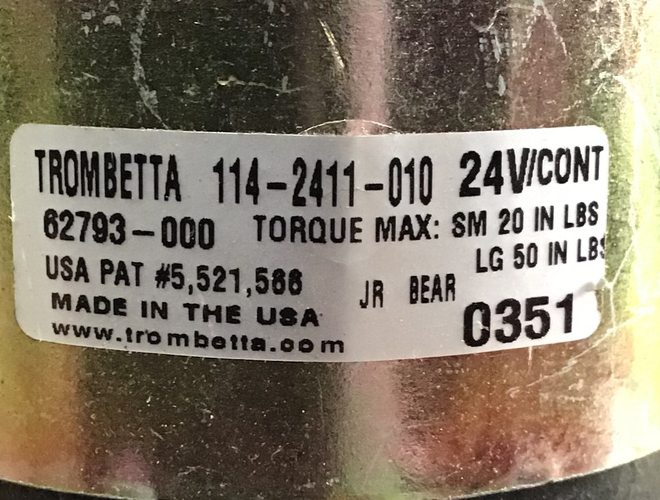 TROMBETTA 114-2411-010 24V/CONT
62793-000 TORQUE MAX: SM 20 IN LBS
LG 50 IN LBS
USA PAT #5,521,566
JR BEAR
MADE IN THE USA
0351
www.trombetta.com